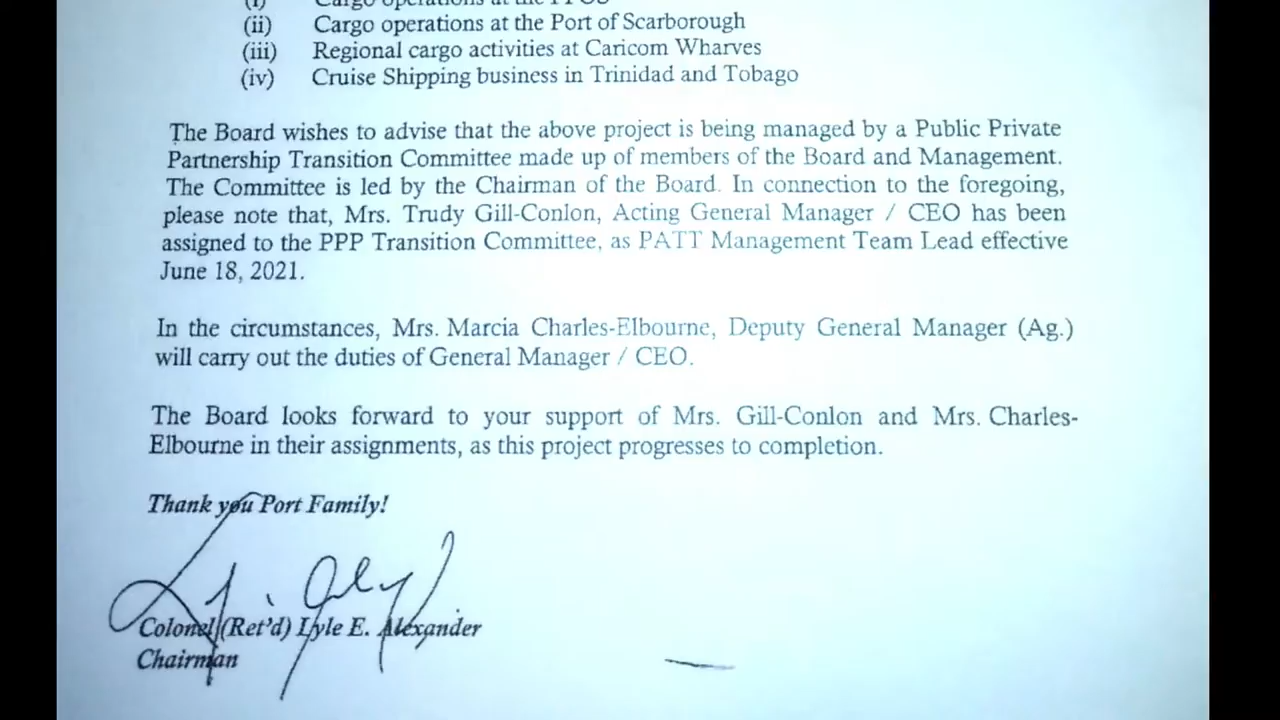 (i) Cargo operations at the PPOS
(ii) Cargo operations at the Port of Scarborough
(iii) Regional cargo activities at Caricom Wharves
(iv) Cruise Shipping business in Trinidad and Tobago
The Board wishes to advise that the above project is being managed by a Public Private
Partnership Transition Committee made up of members of the Board and Management.
The Committee is led by the Chairman of the Board. In connection to the foregoing,
please note that, Mrs. Trudy Gill-Conlon, Acting General Manager / CEO has been
assigned to the PPP Transition Committee, as PATT Management Team Lead effective
June 18, 2021.
In the circumstances, Mrs. Marcia Charles-Elbourne, Deputy General Manager (Ag.)
will carry out the duties of General Manager / CEO.
The Board looks forward to your support of Mrs. Gill-Conlon and Mrs. Charles-
Elbourne in their assignments, as this project progresses to completion.
Thank you Port Family!
Colonel (Ret'd) Lyle E. Alexander
Chairman